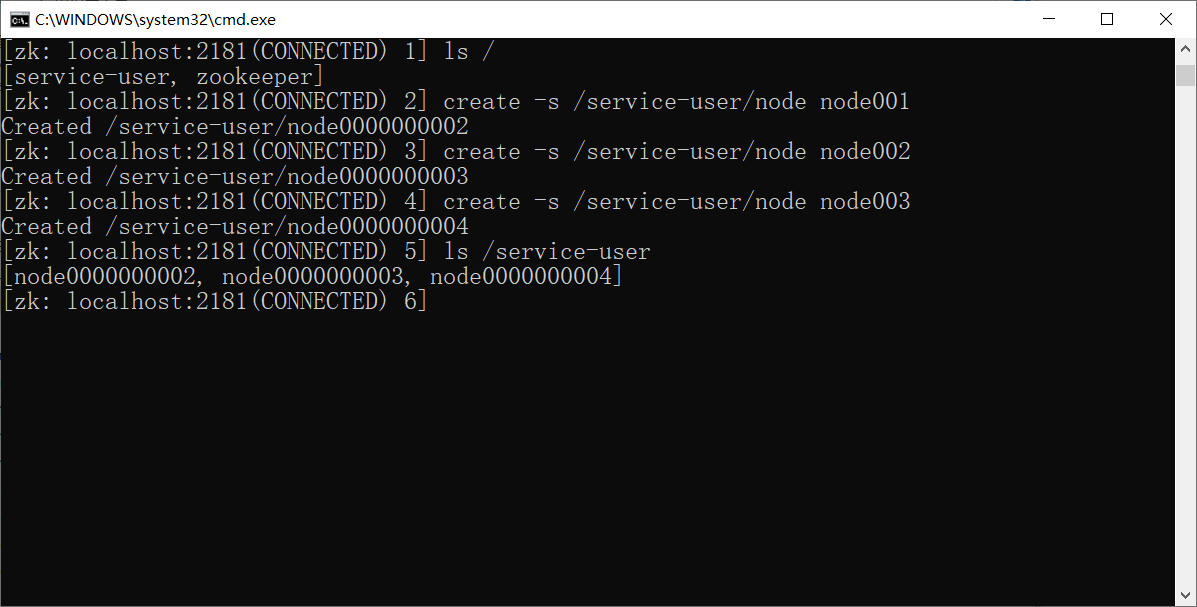 C:\WINDOWS\system32\cmd.exe
[zk: localhost:2181(CONNECTED) 1] ls /
[service-user, zookeeper]
[zk: localhost:2181(CONNECTED) 2] create -s /service-user/node node001
Created /service-user/node0000000002
[zk: localhost:2181(CONNECTED) 3] create -s /service-user/node node002
Created /service-user/node0000000003
[zk: localhost:2181(CONNECTED) 4] create -s /service-user/node node003
Created /service-user/node0000000004
[zk: localhost:2181(CONNECTED) 5] ls /service-user
[node0000000002, node0000000003, node0000000004]
[zk: localhost:2181(CONNECTED) 6]